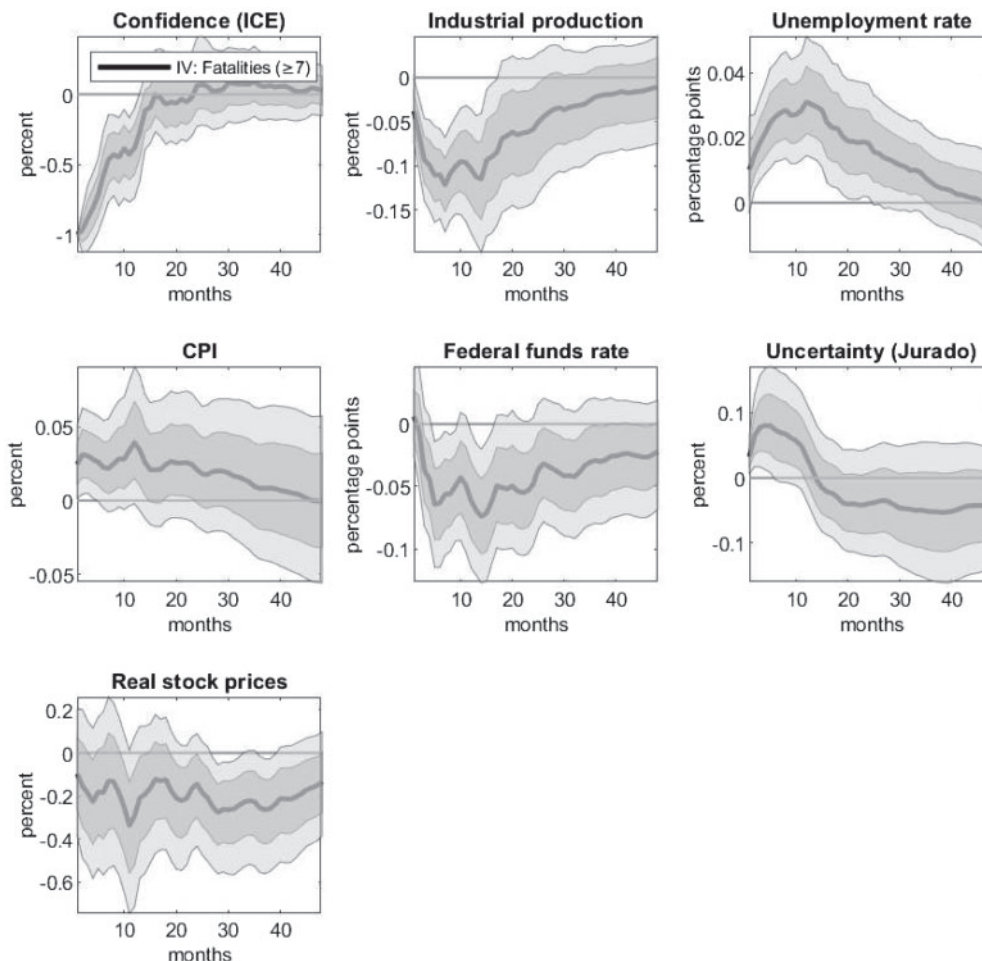 Confidence (ICE)
IV: Fatalities (≥7)
0
-0.5
-1
percent
10 20 30 40
months
Industrial production
0
-0.05
-0.1
-0.15
percent
10 20 30 40
months
Unemployment rate
0.04
0.02
0
percentage points
10 20 30 40
months
CPI
0.05
0
-0.05
percent
10 20 30 40
months
Federal funds rate
0
-0.05
-0.1
percentage points
10 20 30 40
months
Uncertainty (Jurado)
0.1
0
-0.1
percent
10 20 30 40
months
Real stock prices
0.2
0
-0.2
-0.4
-0.6
percent
10 20 30 40
months